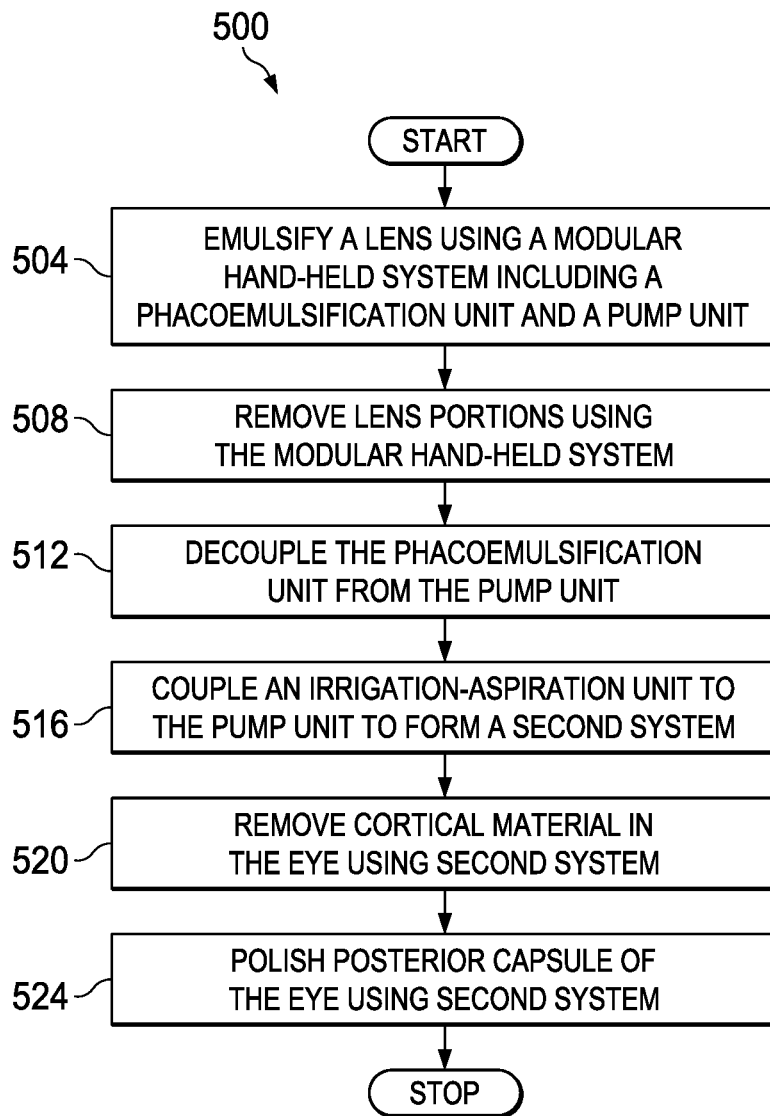 500
START
504
EMULSIFY A LENS USING A MODULAR
HAND-HELD SYSTEM INCLUDING A
PHACOEMULSIFICATION UNIT AND A PUMP UNIT
508
REMOVE LENS PORTIONS USING
THE MODULAR HAND-HELD SYSTEM
512
DECOUPLE THE PHACOEMULSIFICATION
UNIT FROM THE PUMP UNIT
516
COUPLE AN IRRIGATION-ASPIRATION UNIT TO
THE PUMP UNIT TO FORM A SECOND SYSTEM
520
REMOVE CORTICAL MATERIAL IN
THE EYE USING SECOND SYSTEM
524
POLISH POSTERIOR CAPSULE OF
THE EYE USING SECOND SYSTEM
STOP